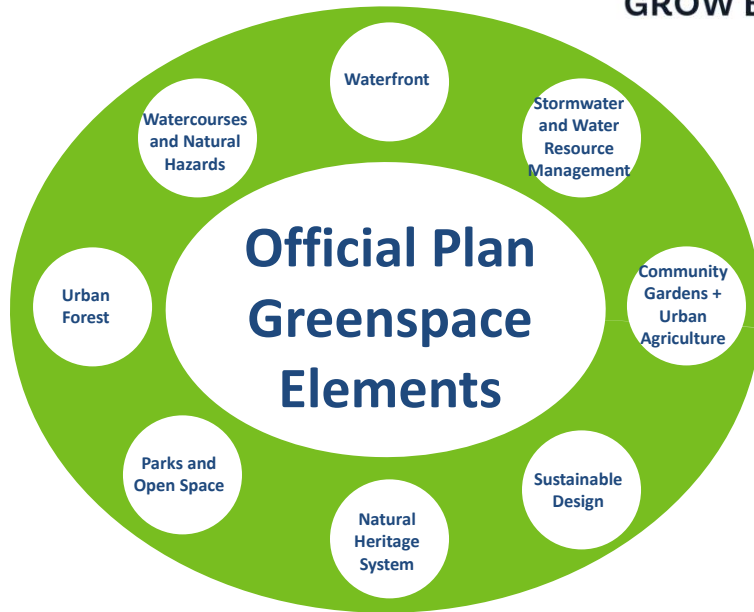 GROW
Waterfront
Stormwater
and Water
Resource
Management
Community
Gardens +
Urban
Agriculture
Sustainable
Design
Natural
Heritage
System
Parks and
Open Space
Urban
Forest
Watercourses
and Natural
Hazards
Official Plan
Greenspace
Elements